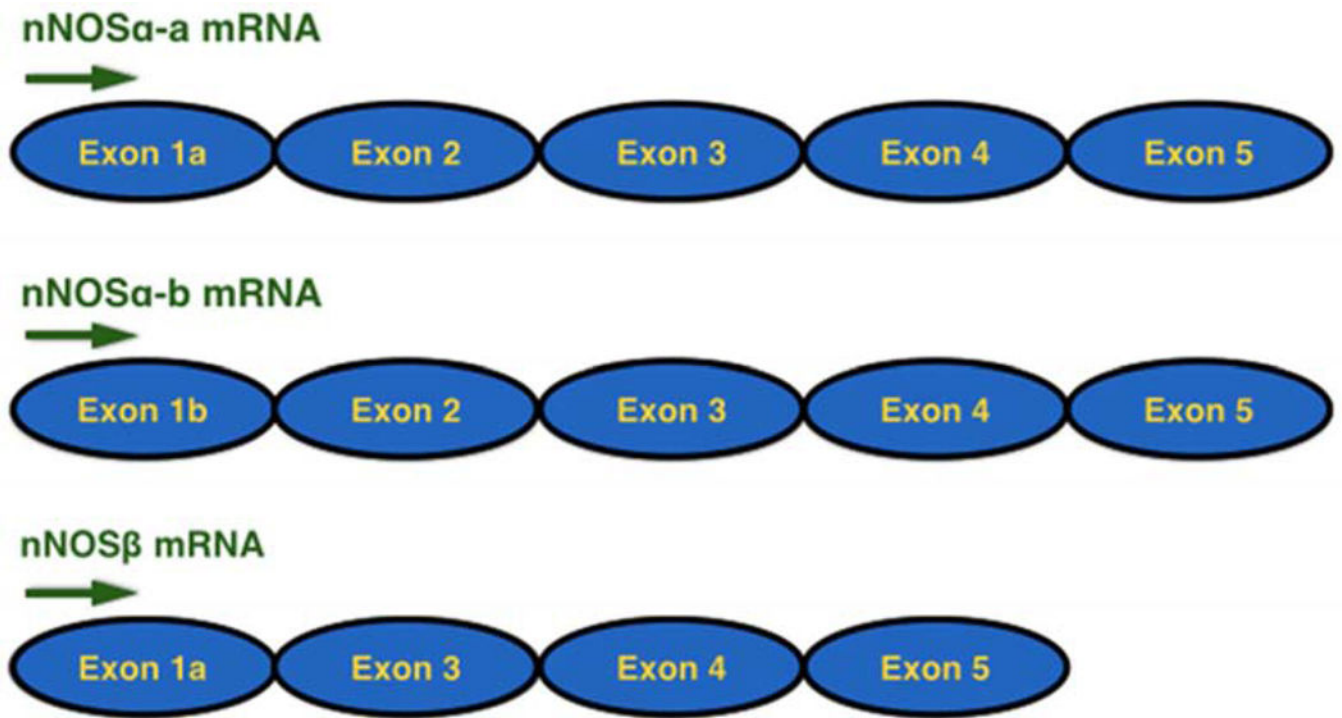 nNOSα-a mRNA
Exon 1a Exon 2 Exon 3 Exon 4 Exon 5
nNOSα-b mRNA
Exon 1b Exon 2 Exon 3 Exon 4 Exon 5
nNOSβ mRNA
Exon 1a Exon 3 Exon 4 Exon 5